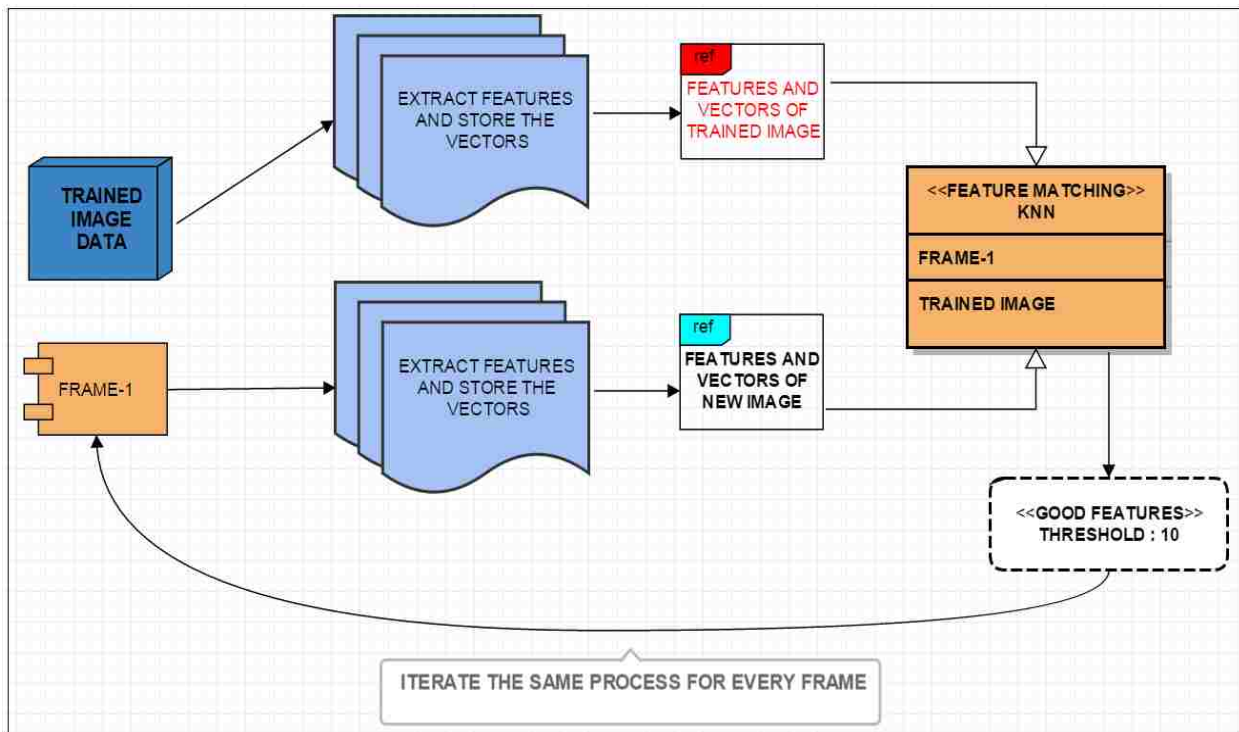 TRAINED
IMAGE
DATA
EXTRACT FEATURES
AND STORE THE
VECTORS
ref
FEATURES AND
VECTORS OF
TRAINED IMAGE
<<FEATURE MATCHING>>
KNN
FRAME-1
TRAINED IMAGE
FRAME-1
EXTRACT FEATURES
AND STORE THE
VECTORS
ref
FEATURES AND
VECTORS OF
NEW IMAGE
<<GOOD FEATURES>>
THRESHOLD : 10
ITERATE THE SAME PROCESS FOR EVERY FRAME